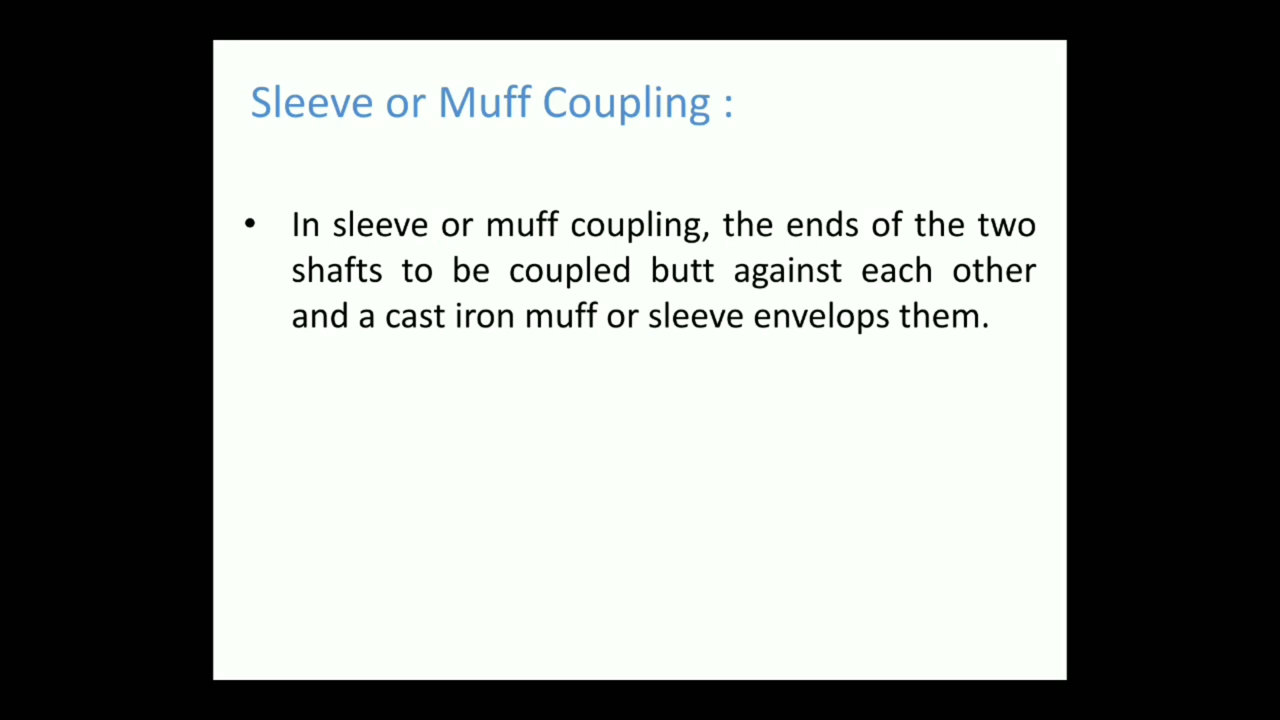 Sleeve or Muff Coupling :
• In sleeve or muff coupling, the ends of the two
shafts to be coupled butt against each other
and a cast iron muff or sleeve envelops them.